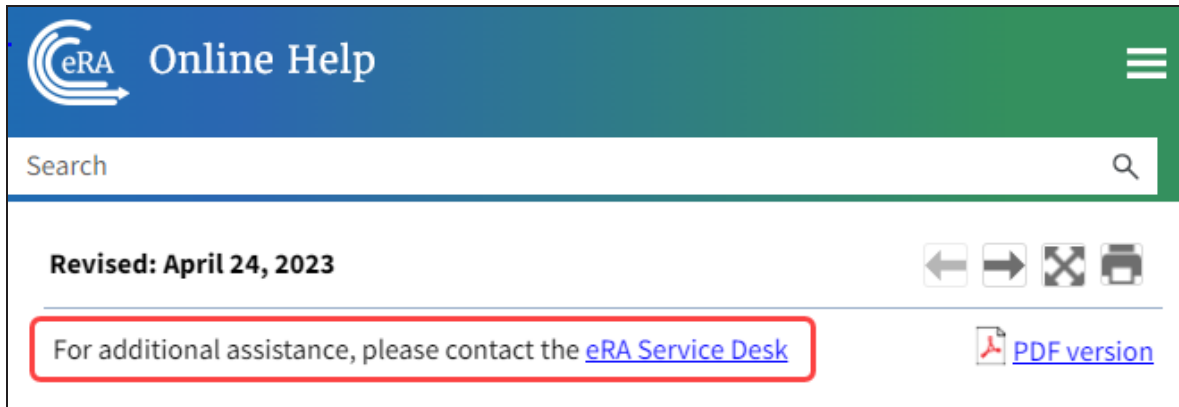 eRA Online Help
Search
Revised: April 24, 2023
For additional assistance, please contact the eRA Service Desk
PDF version